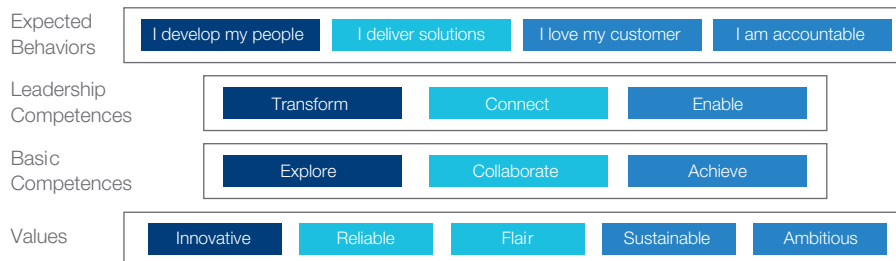 Expected
Behaviors
I develop my people
I deliver solutions
I love my customer
I am accountable
Leadership
Competences
Transform
Connect
Enable
Basic
Competences
Explore
Collaborate
Achieve
Values
Innovative
Reliable
Flair
Sustainable
Ambitious